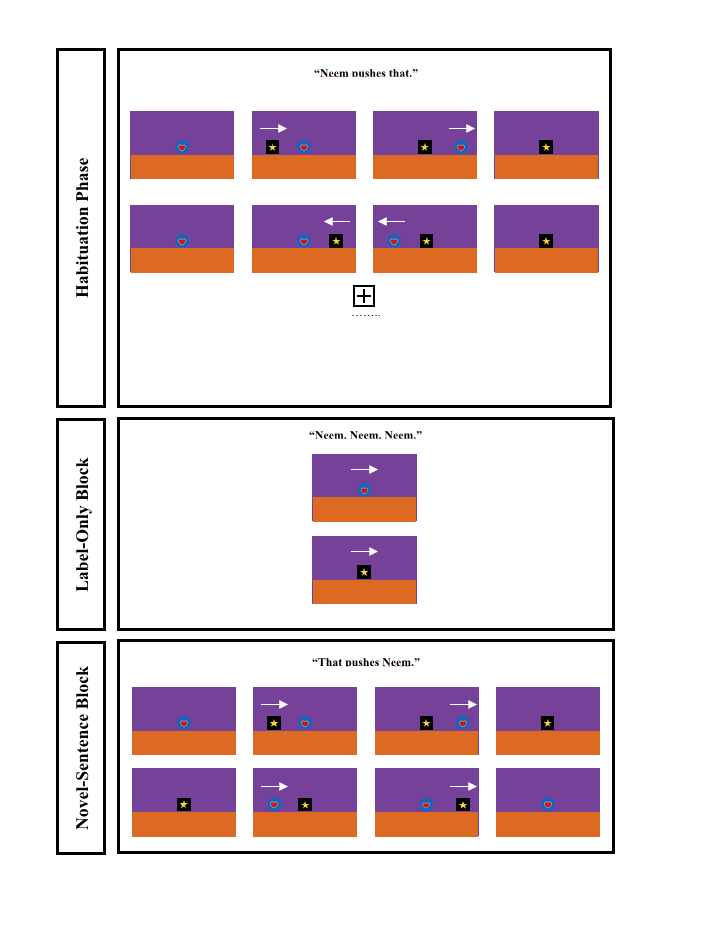 Habituation Phase
“Neem pushes that.”
........
Label-Only Block
“Neem. Neem. Neem.”
Novel-Sentence Block
“That pushes Neem.”